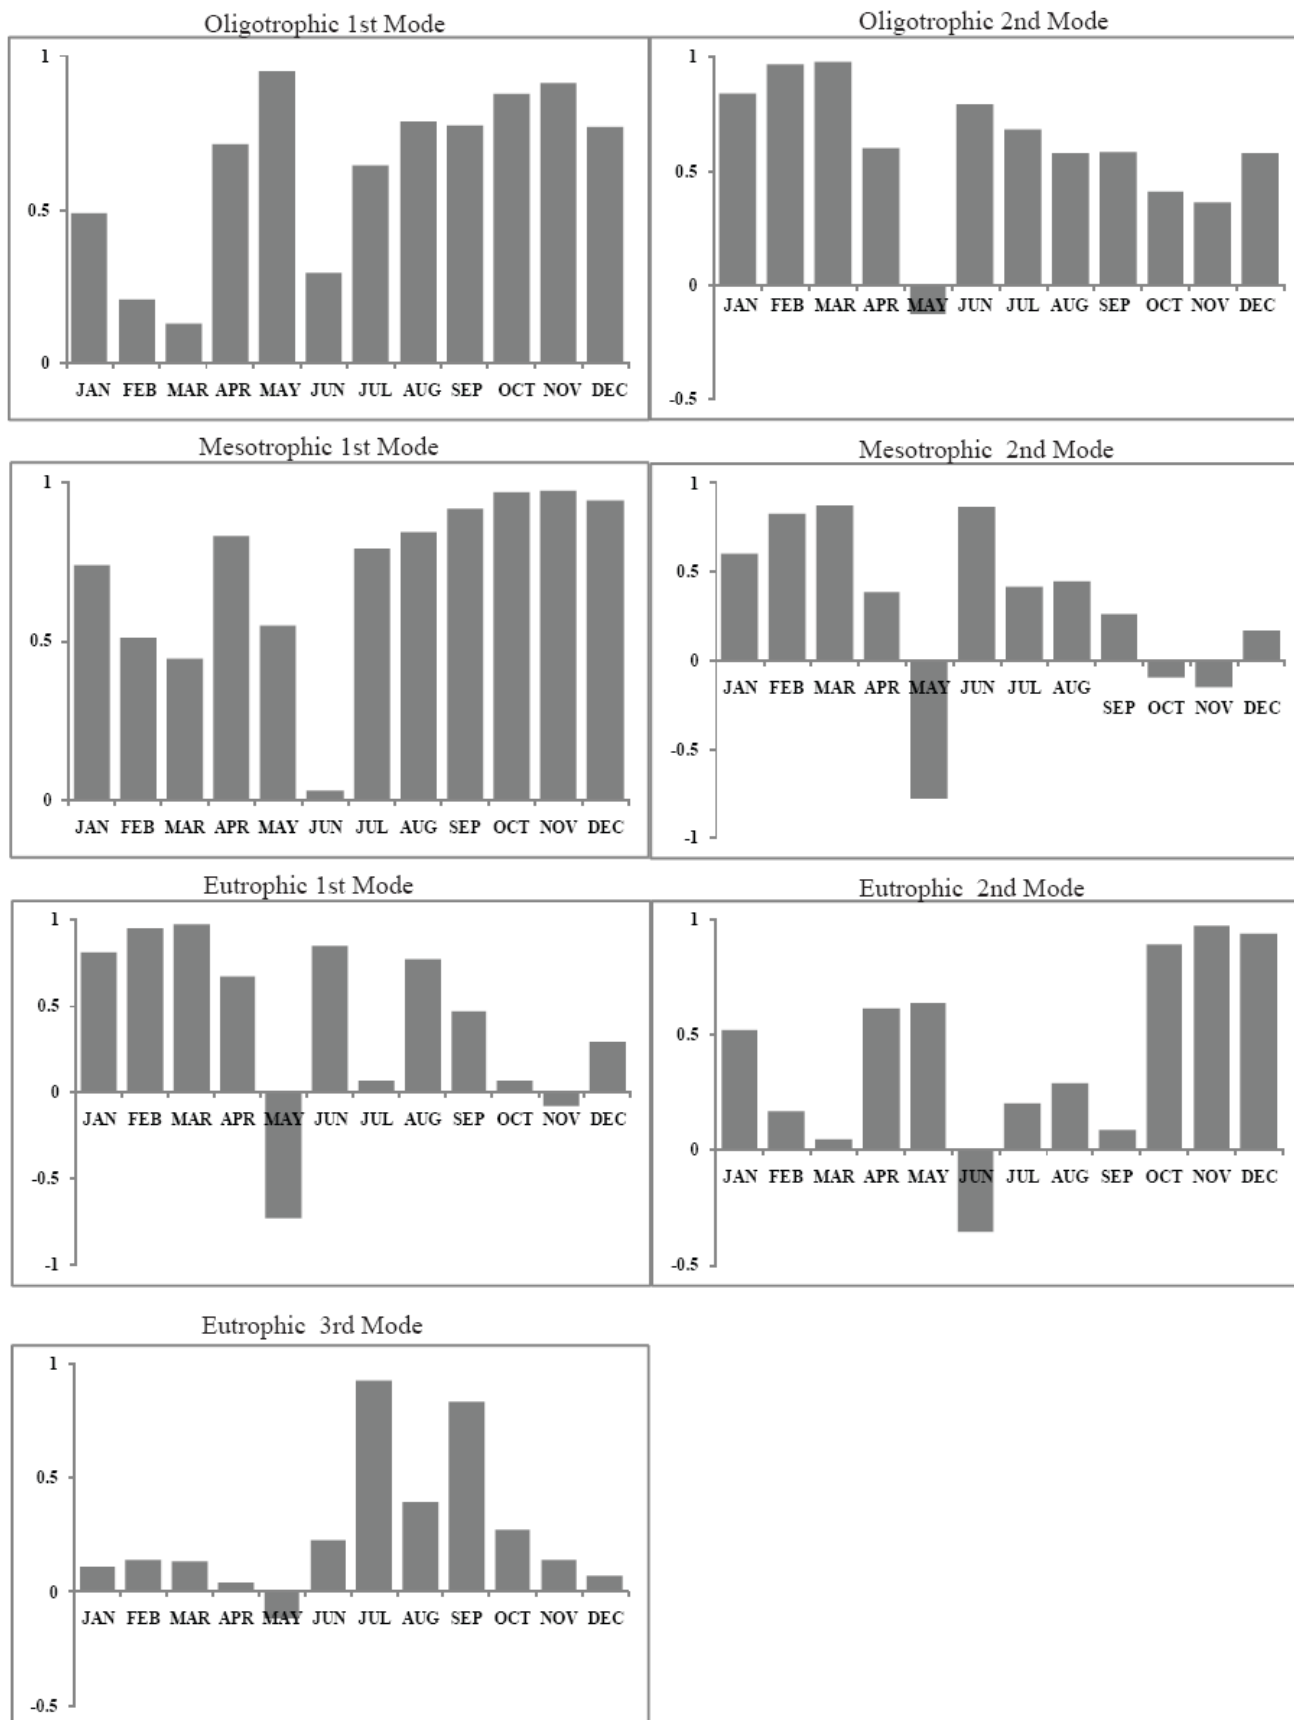 Oligotrophic 1st Mode
1
0.5
0
JAN FEB MAR APR MAY JUN JUL AUG SEP OCT NOV DEC
Oligotrophic 2nd Mode
1
0.5
0
JAN FEB MAR APR MAY JUN JUL AUG SEP OCT NOV DEC
-0.5
Mesotrophic 1st Mode
1
0.5
0
JAN FEB MAR APR MAY JUN JUL AUG SEP OCT NOV DEC
Mesotrophic 2nd Mode
1
0.5
0
JAN FEB MAR APR MAY JUN JUL AUG
SEP OCT NOV DEC
-0.5
-1
Eutrophic 1st Mode
1
0.5
0
JAN FEB MAR APR MAY JUN JUL AUG SEP OCT NOV DEC
-0.5
-1
Eutrophic 2nd Mode
1
0.5
0
JAN FEB MAR APR MAY JUN JUL AUG SEP OCT NOV DEC
-0.5
Eutrophic 3rd Mode
1
0.5
0
JAN FEB MAR APR MAY JUN JUL AUG SEP OCT NOV DEC
-0.5